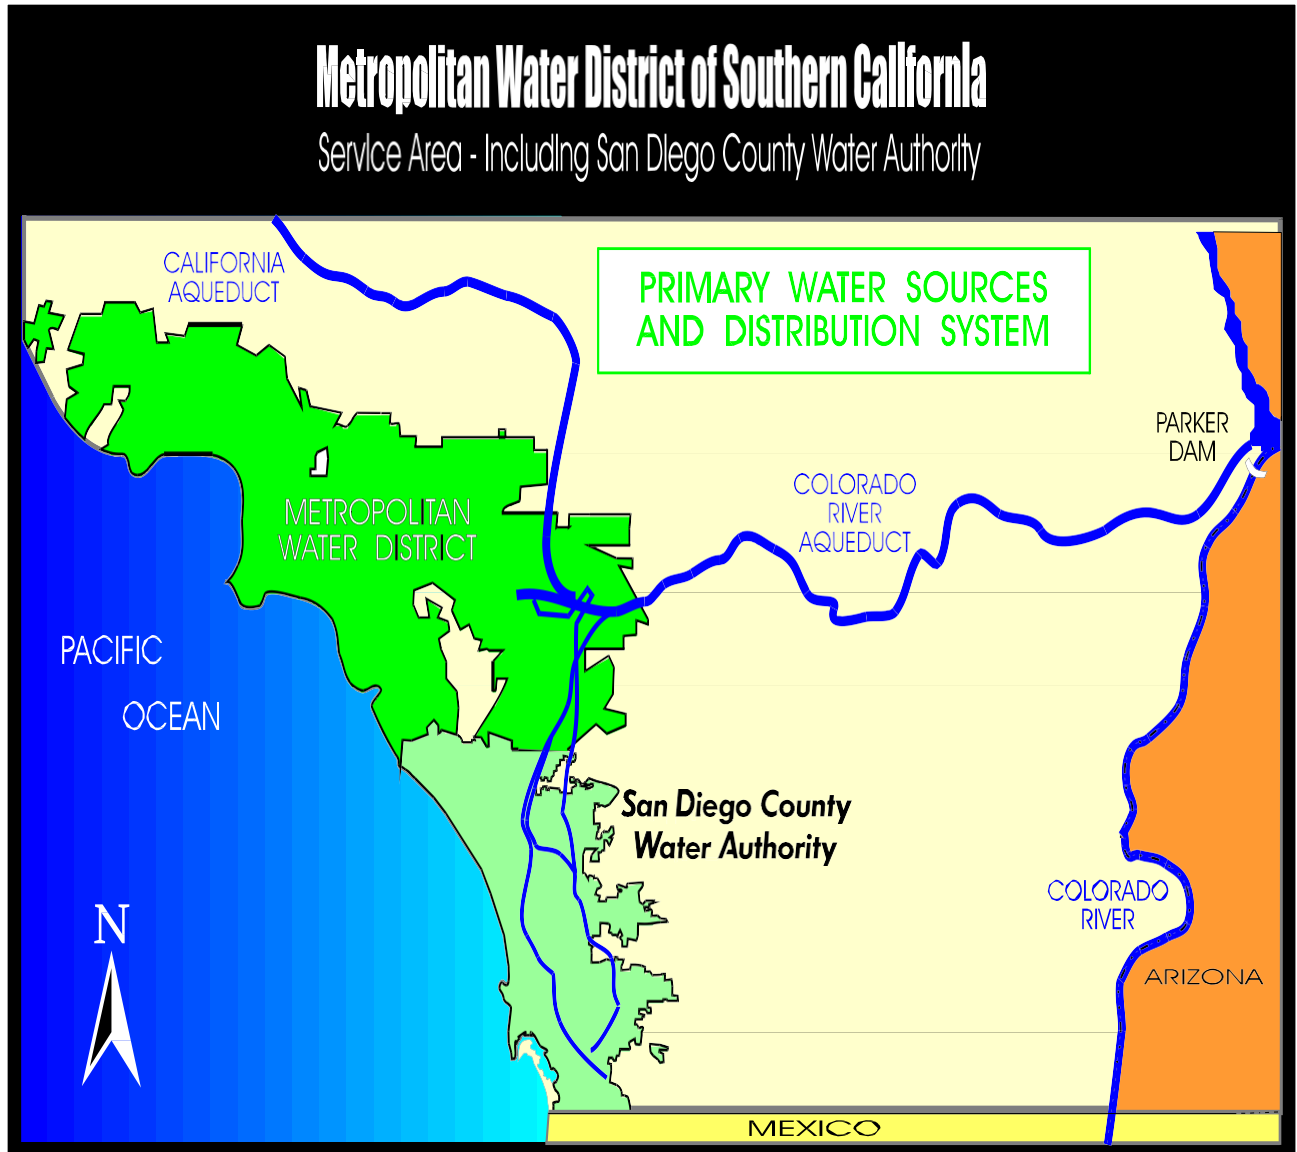 Metropolitan Water District of Southern California
Service Area - Including San Diego County Water Authority
CALIFORNIA
AQUEDUCT
PRIMARY WATER SOURCES
AND DISTRIBUTION SYSTEM
PARKER
DAM
COLORADO
RIVER
AQUEDUCT
METROPOLITAN
WATER DISTRICT
PACIFIC
OCEAN
San Diego County
Water Authority
COLORADO
RIVER
N
ARIZONA
MEXICO